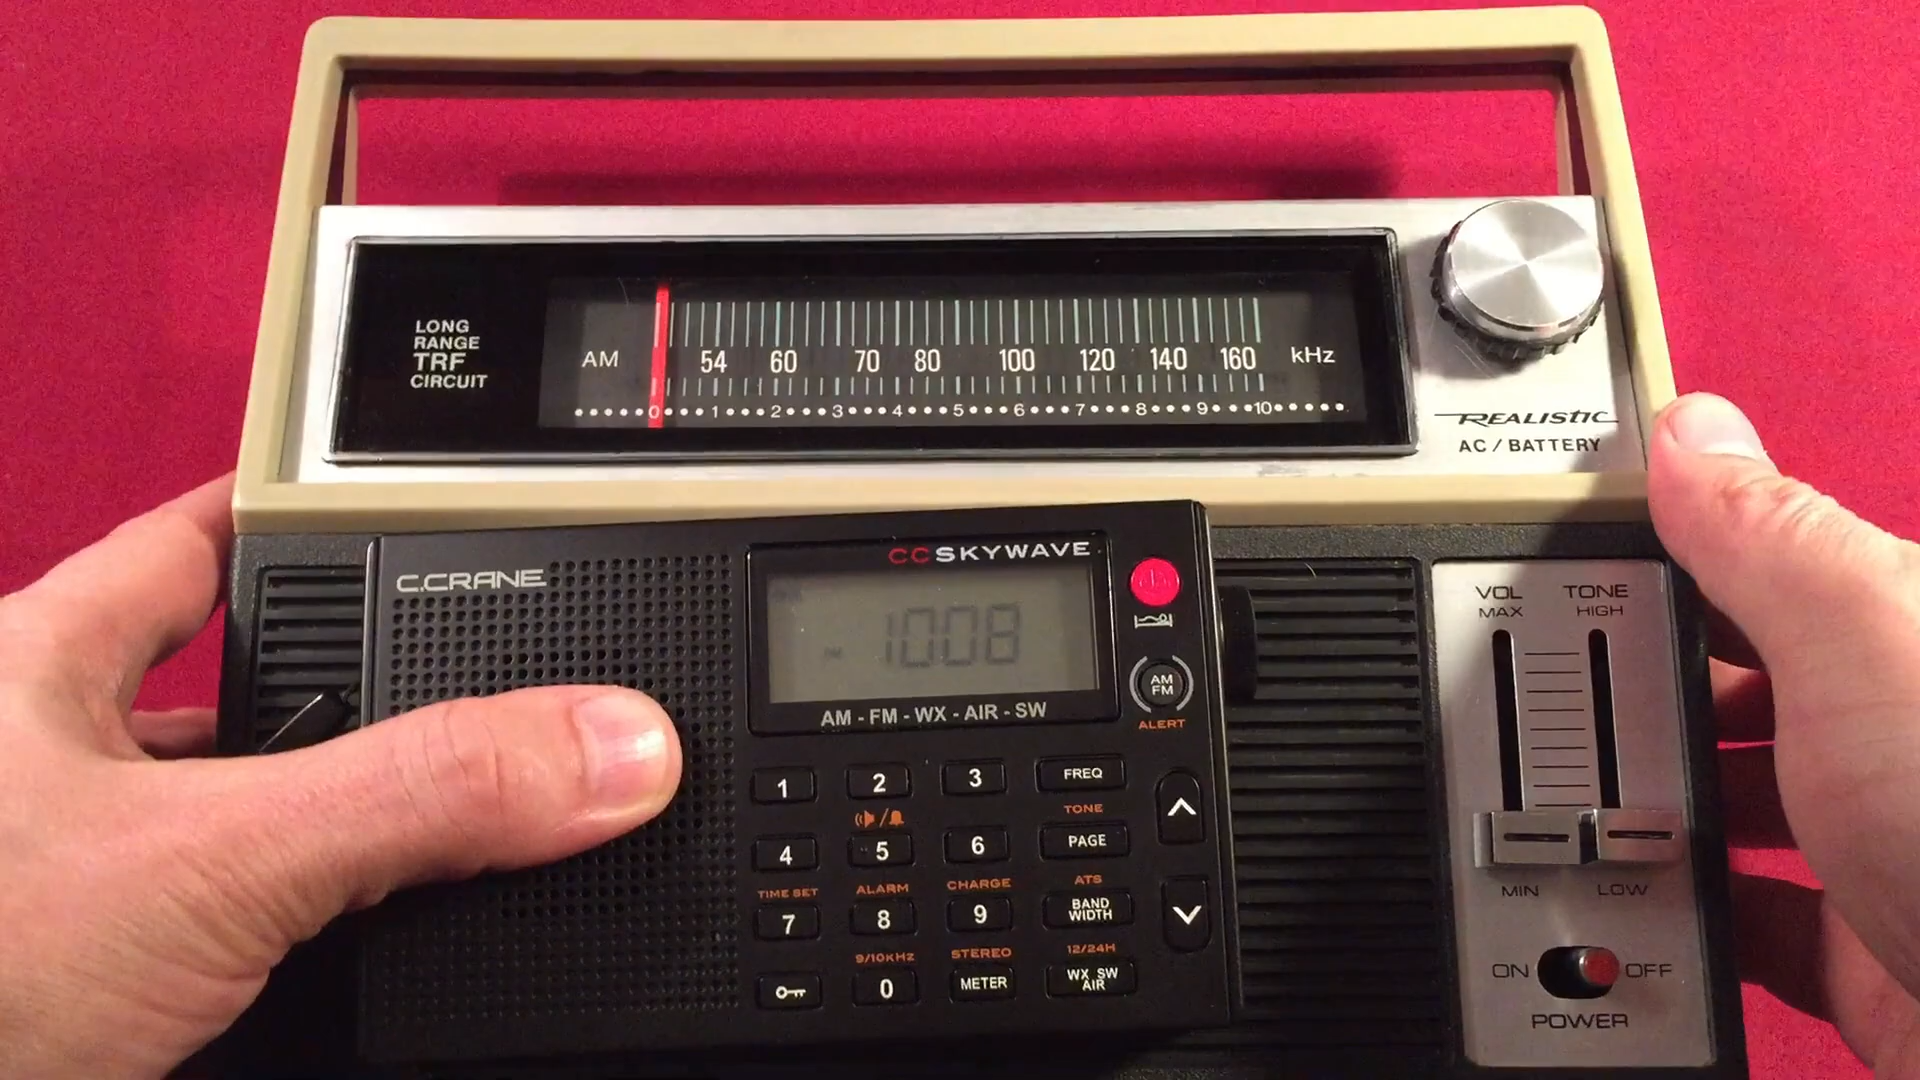 LONG
RANGE
TRF
CIRCUIT
AM 54 60 70 80 100 120 140 160 kHz
0 1 2 3 4 5 6 7 8 9 10
REALISTIC
AC / BATTERY
C.CRANE
CCSKYWAVE
1008
AM - FM - WX - AIR - SW
AM
FM
ALERT
1 2 3 FREQ
TONE
4 5 6 PAGE
TIME SET ALARM CHARGE ATS
7 8 9 BAND
WIDTH
9/10KHZ STEREO 12/24H
0 METER WX SW
AIR
VOL TONE
MAX HIGH
MIN LOW
ON OFF
POWER